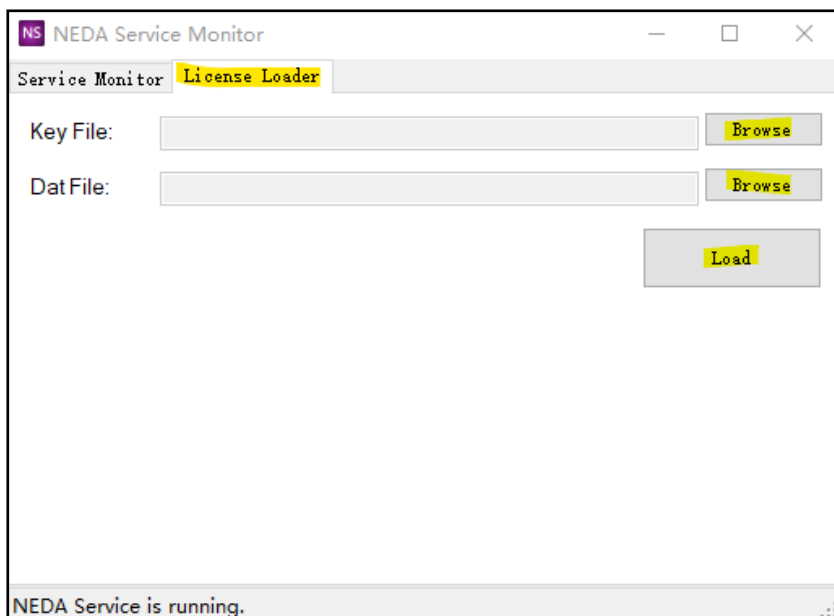 NS NEDA Service Monitor
Service Monitor License Loader
Key File: Browse
Dat File: Browse
Load
NEDA Service is running.